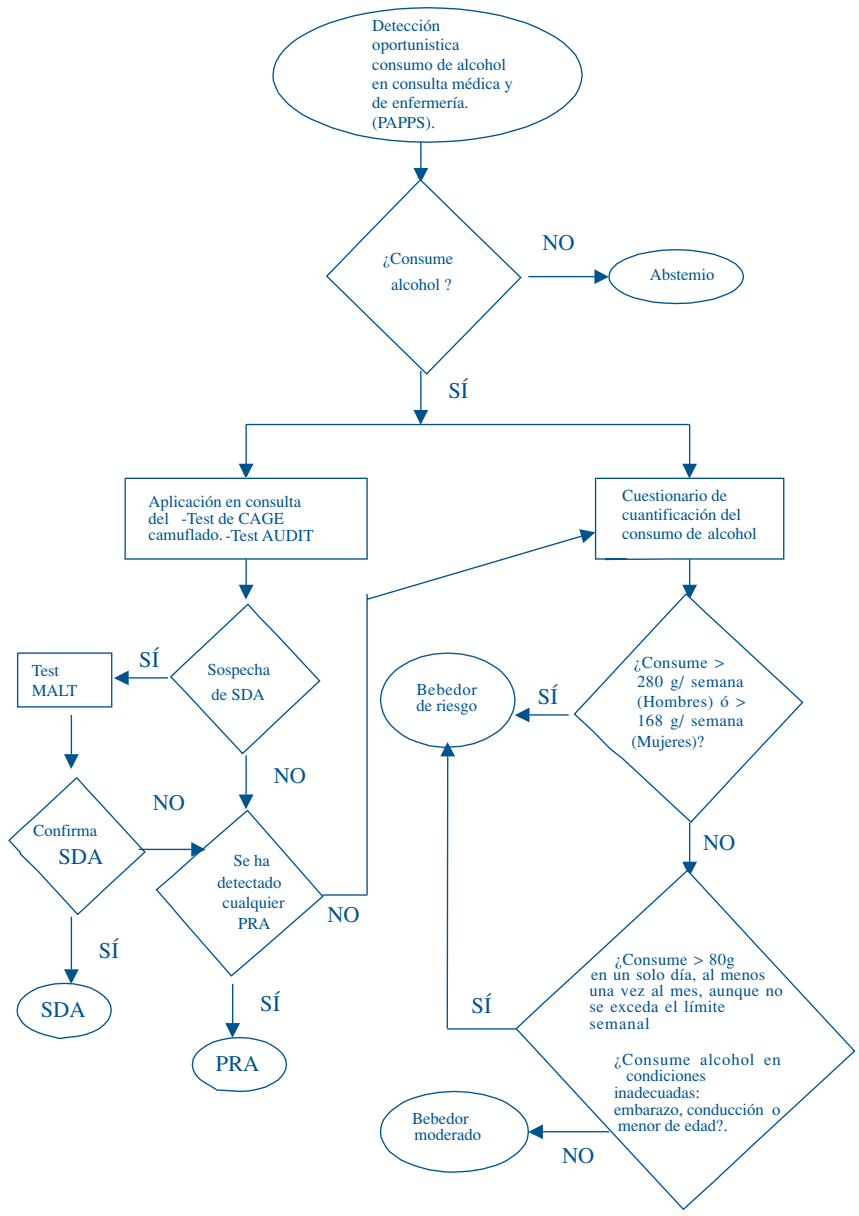 Detección
oportunistica
consumo de alcohol
en consulta médica y
de enfermería.
(PAPPS).
¿Consume
alcohol ?
NO
Abstemio
SÍ
Aplicación en consulta
del -Test de CAGE
camuflado. -Test AUDIT
Cuestionario de
cuantificación del
consumo de alcohol
Sospecha
de SDA
SÍ
Test
MALT
NO
Confirma
SDA
NO
SÍ
SDA
Se ha
detectado
cualquier
PRA
NO
SÍ
PRA
¿Consume >
280 g/ semana
(Hombres) ó >
168 g/ semana
(Mujeres)?
SÍ
Bebedor
de riesgo
NO
¿Consume > 80g
en un solo día, al menos
una vez al mes, aunque no
se exceda el límite
semanal
¿Consume alcohol en
condiciones
inadecuadas:
embarazo, conducción o
menor de edad?.
SÍ
NO
Bebedor
moderado